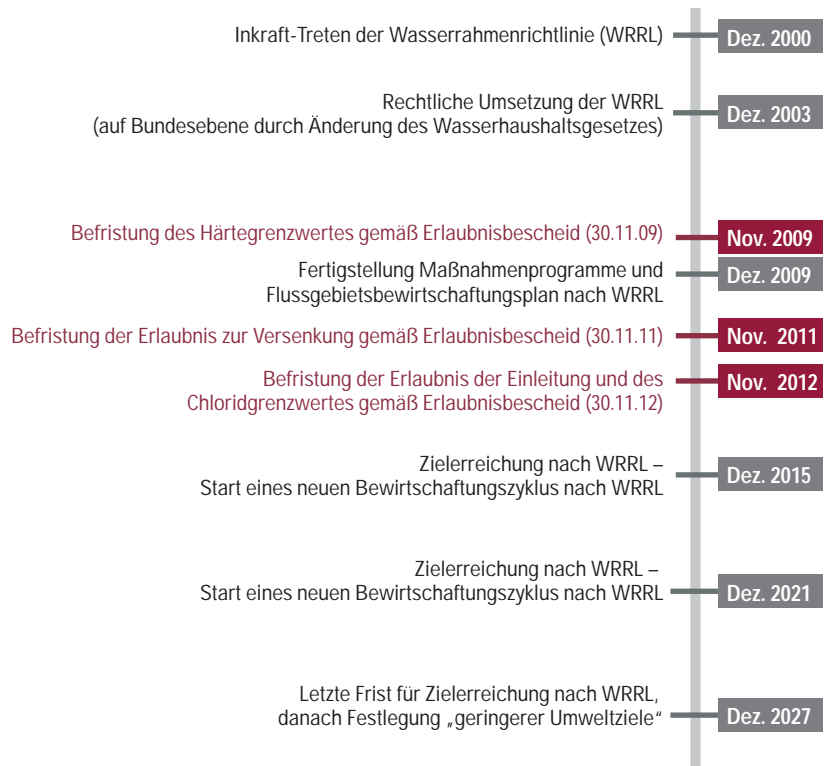 Inkraft-Treten der Wasserrahmenrichtlinie (WRRL)
Dez. 2000
Rechtliche Umsetzung der WRRL
(auf Bundesebene durch Änderung des Wasserhaushaltsgesetzes)
Dez. 2003
Befristung des Härtegrenzwertes gemäß Erlaubnisbescheid (30.11.09)
Nov. 2009
Fertigstellung Maßnahmenprogramme und
Flussgebietsbewirtschaftungsplan nach WRRL
Dez. 2009
Befristung der Erlaubnis zur Versenkung gemäß Erlaubnisbescheid (30.11.11)
Nov. 2011
Befristung der Erlaubnis der Einleitung und des
Chloridgrenzwertes gemäß Erlaubnisbescheid (30.11.12)
Nov. 2012
Zielerreichung nach WRRL –
Start eines neuen Bewirtschaftungszyklus nach WRRL
Dez. 2015
Zielerreichung nach WRRL –
Start eines neuen Bewirtschaftungszyklus nach WRRL
Dez. 2021
Letzte Frist für Zielerreichung nach WRRL,
danach Festlegung „geringerer Umweltziele“
Dez. 2027